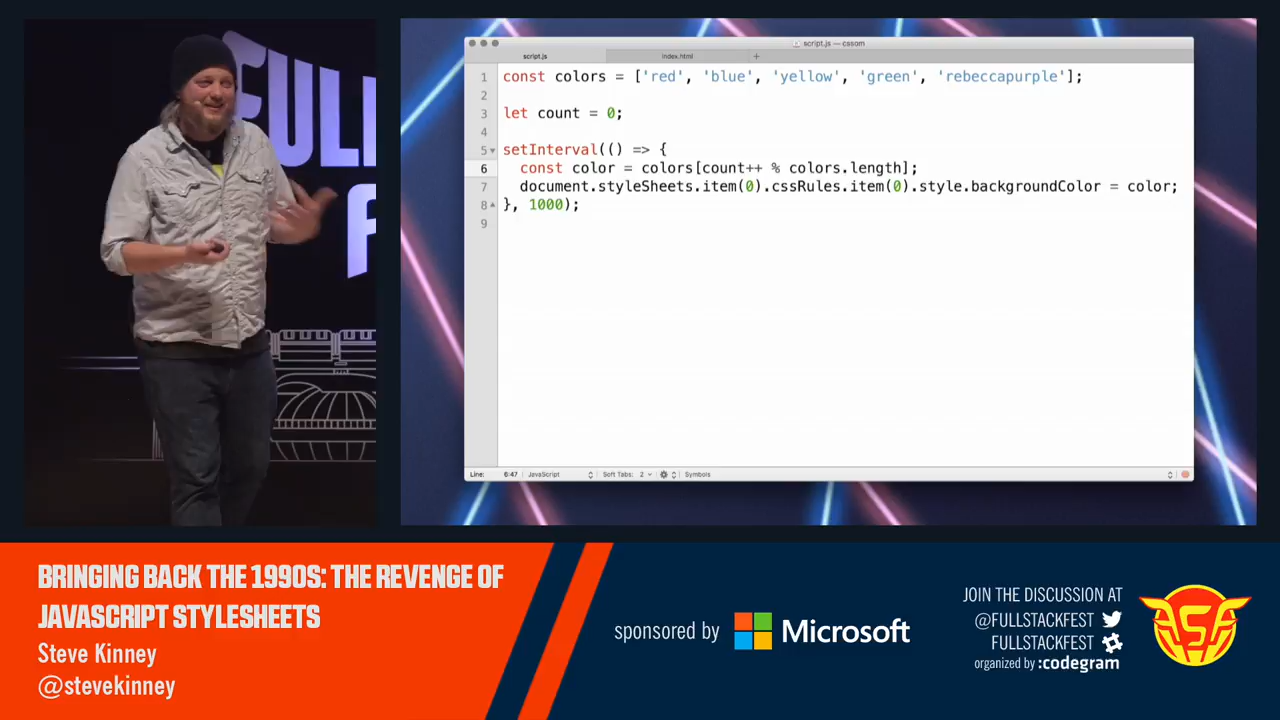 FULL
F
script.js — cssom
script.js
index.html
+
1 const colors = ['red', 'blue', 'yellow', 'green', 'rebeccapurple'];
2
3 let count = 0;
4
5 setInterval(() => {
6 const color = colors[count++ % colors.length];
7 document.styleSheets.item(0).cssRules.item(0).style.backgroundColor = color;
8 }, 1000);
9
Line: 6:47 JavaScript Soft Tabs: 2 Symbols
BRINGING BACK THE 1990S: THE REVENGE OF
JAVASCRIPT STYLESHEETS
Steve Kinney
@stevekinney
sponsored by Microsoft
JOIN THE DISCUSSION AT
@FULLSTACKFEST
FULLSTACKFEST
organized by :codegram
FSF